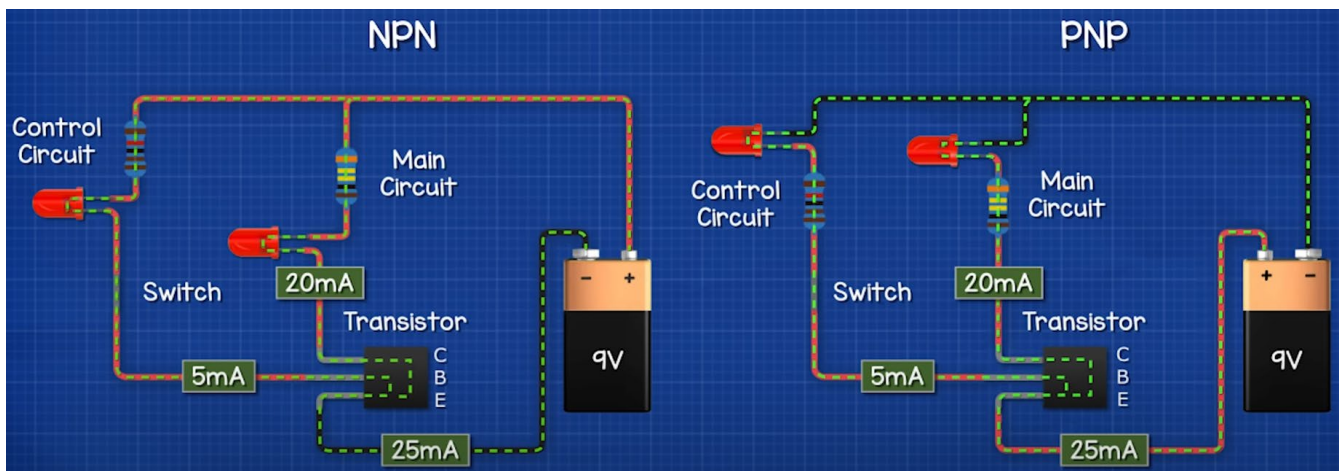 NPN
Control
Circuit
Main
Circuit
Switch
20mA
Transistor
C
B
E
5mA
25mA
- +
9V
PNP
Control
Circuit
Main
Circuit
Switch
20mA
Transistor
C
B
E
5mA
25mA
+ -
9V